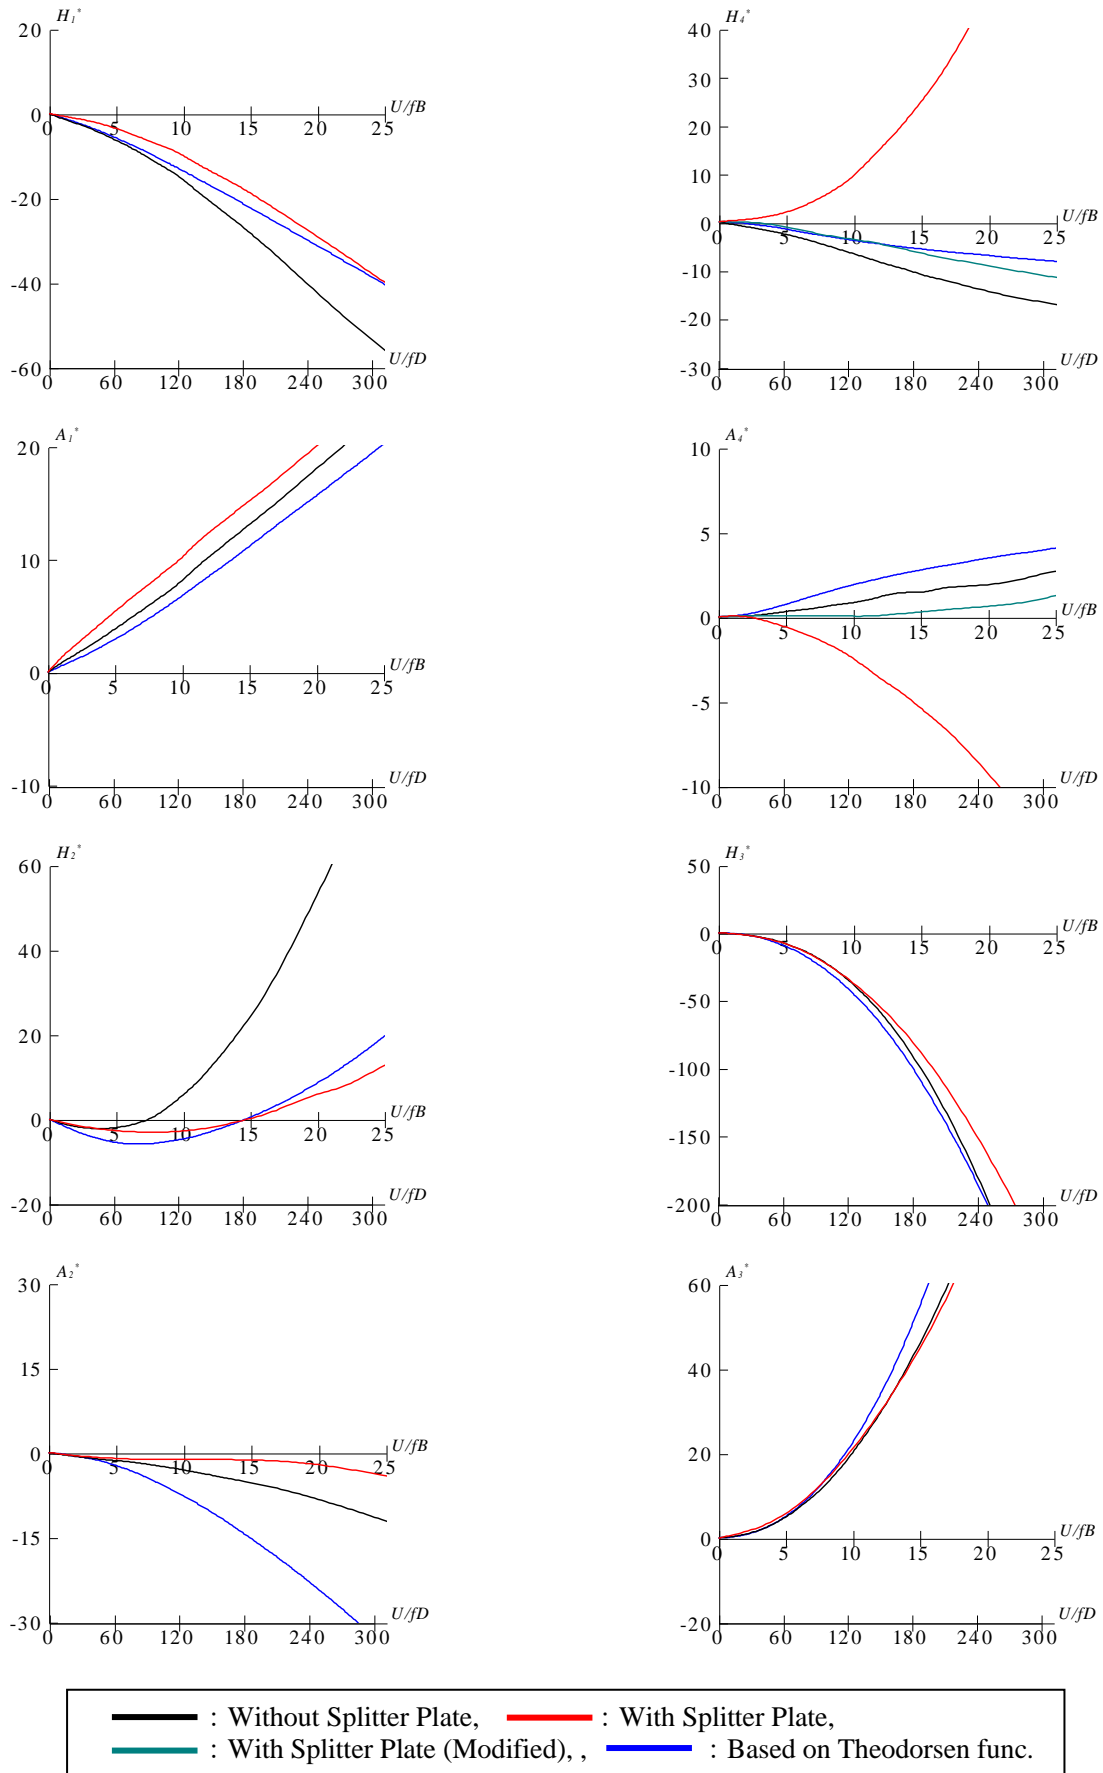 H1* H4*
20 40
30
20
10
0 0
0 5 10 15 20 25 U/fB 0 5 10 15 20 25 U/fB
-20 -10
-40 -20
-60 -30
0 60 120 180 240 300 U/fD 0 60 120 180 240 300 U/fD
A1* A4*
20 10
10 5
0 0
0 5 10 15 20 25 U/fB 0 5 10 15 20 25 U/fB
-5
-10 -10
0 60 120 180 240 300 U/fD 0 60 120 180 240 300 U/fD
H2* H3*
60 50
40 0
0 5 10 15 20 25 U/fB
20 -50
0 -100
0 5 10 15 20 25 U/fB
-150
-20 -200
0 60 120 180 240 300 U/fD 0 60 120 180 240 300 U/fD
A2* A3*
30 60
15 40
0 20
0 5 10 15 20 25 U/fB
-15 0
0 5 10 15 20 25 U/fB
-30 -20
0 60 120 180 240 300 U/fD 0 60 120 180 240 300 U/fD
: Without Splitter Plate, : With Splitter Plate,
: With Splitter Plate (Modified), , : Based on Theodorsen func.